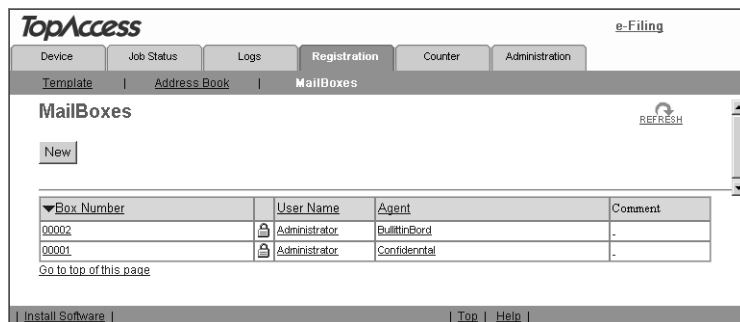 TopAccess
e-Filing
Device Job Status Logs Registration Counter Administration
Template | Address Book | MailBoxes
MailBoxes
REFRESH
New
Box Number User Name Agent Comment
00002 Administrator BullittinBord -
00001 Administrator Confidenntal -
Go to top of this page
| Install Software | | Top | Help |